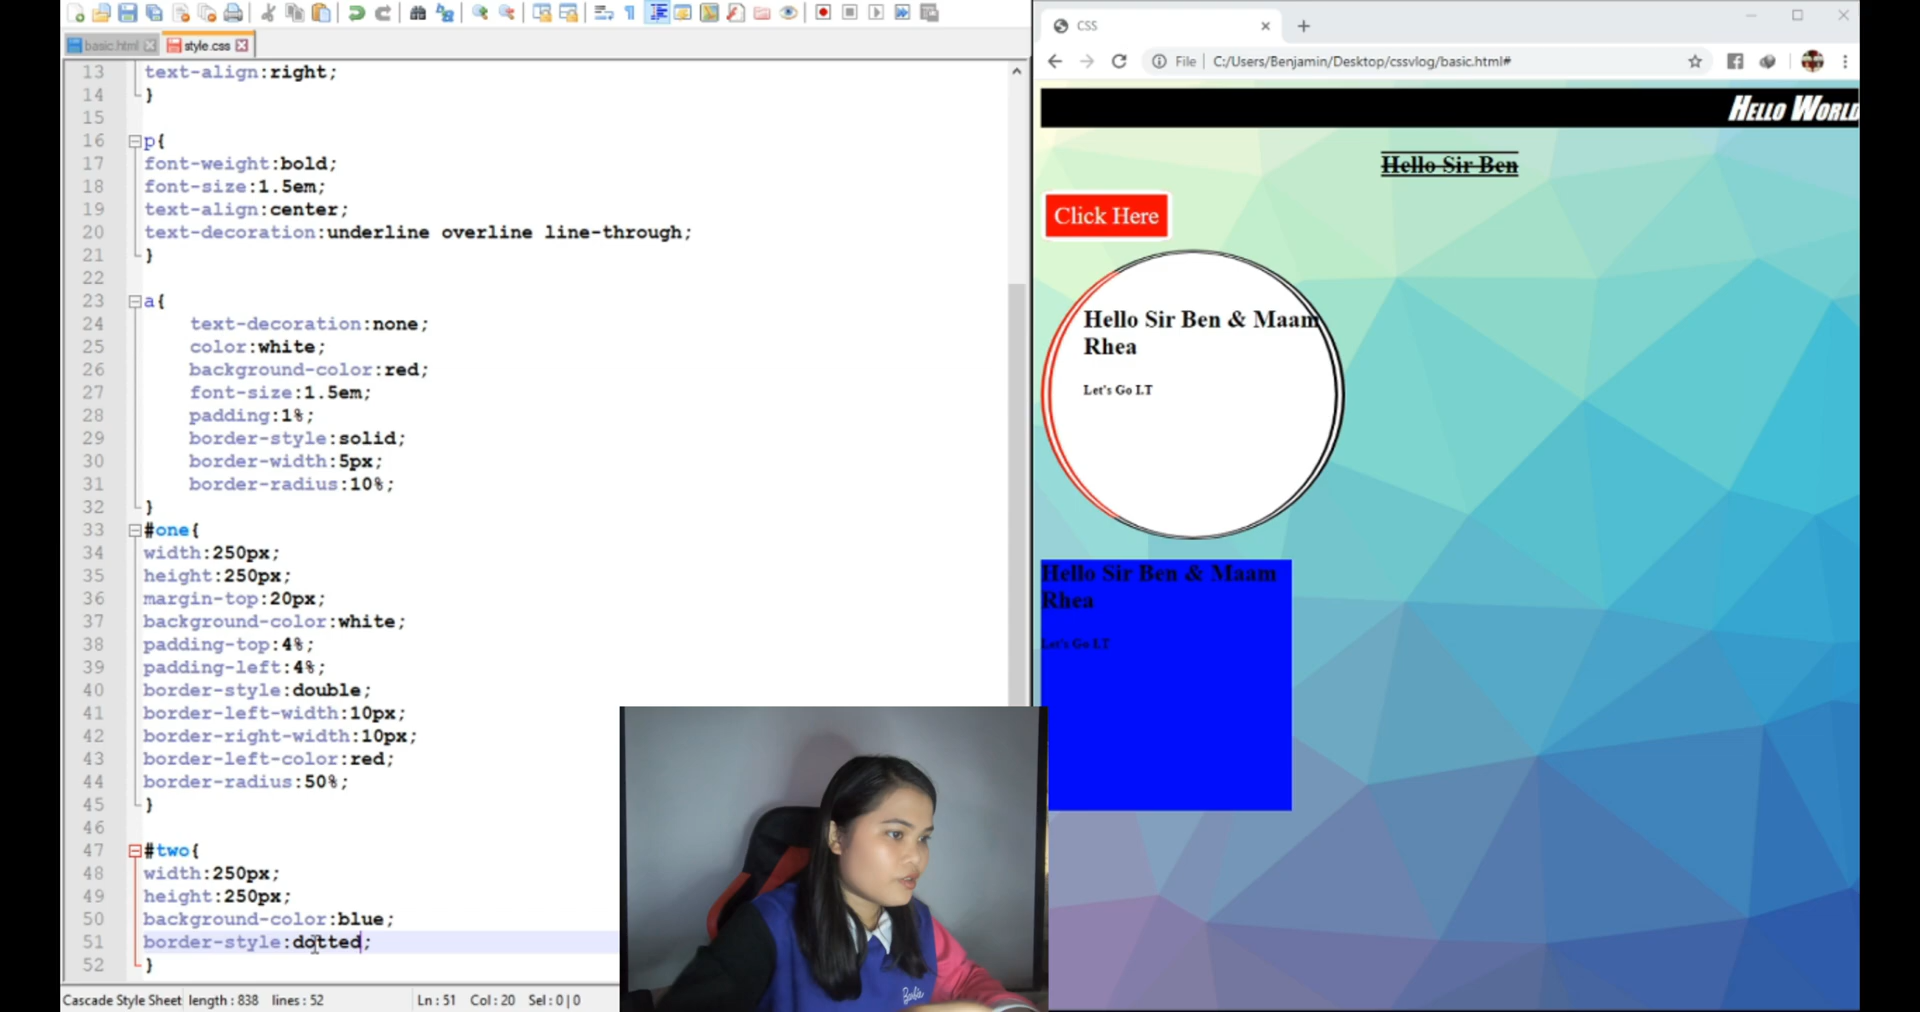 basic.html
style.css
13 text-align:right;
14 }
15
16 p{
17 font-weight:bold;
18 font-size:1.5em;
19 text-align:center;
20 text-decoration:underline overline line-through;
21 }
22
23 a{
24 text-decoration:none;
25 color:white;
26 background-color:red;
27 font-size:1.5em;
28 padding:1%;
29 border-style:solid;
30 border-width:5px;
31 border-radius:10%;
32 }
33 #one{
34 width:250px;
35 height:250px;
36 margin-top:20px;
37 background-color:white;
38 padding-top:4%;
39 padding-left:4%;
40 border-style:double;
41 border-left-width:10px;
42 border-right-width:10px;
43 border-left-color:red;
44 border-radius:50%;
45 }
46
47 #two{
48 width:250px;
49 height:250px;
50 background-color:blue;
51 border-style:dotted;
52 }
Cascade Style Sheet length : 838 lines : 52 Ln : 51 Col : 20 Sel : 0 | 0
CSS
File C:/Users/Benjamin/Desktop/cssvlog/basic.html#
HELLO WORLD
Hello Sir Ben
Click Here
Hello Sir Ben & Maam
Rhea
Let's Go I.T
Hello Sir Ben & Maam
Rhea
Let's Go I.T
Barbie